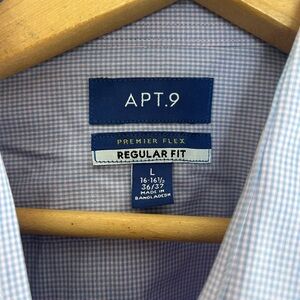 APT.9
PREMIER FLEX
REGULAR FIT
L
16-16½
36/37
MADE IN
BANGLADESH